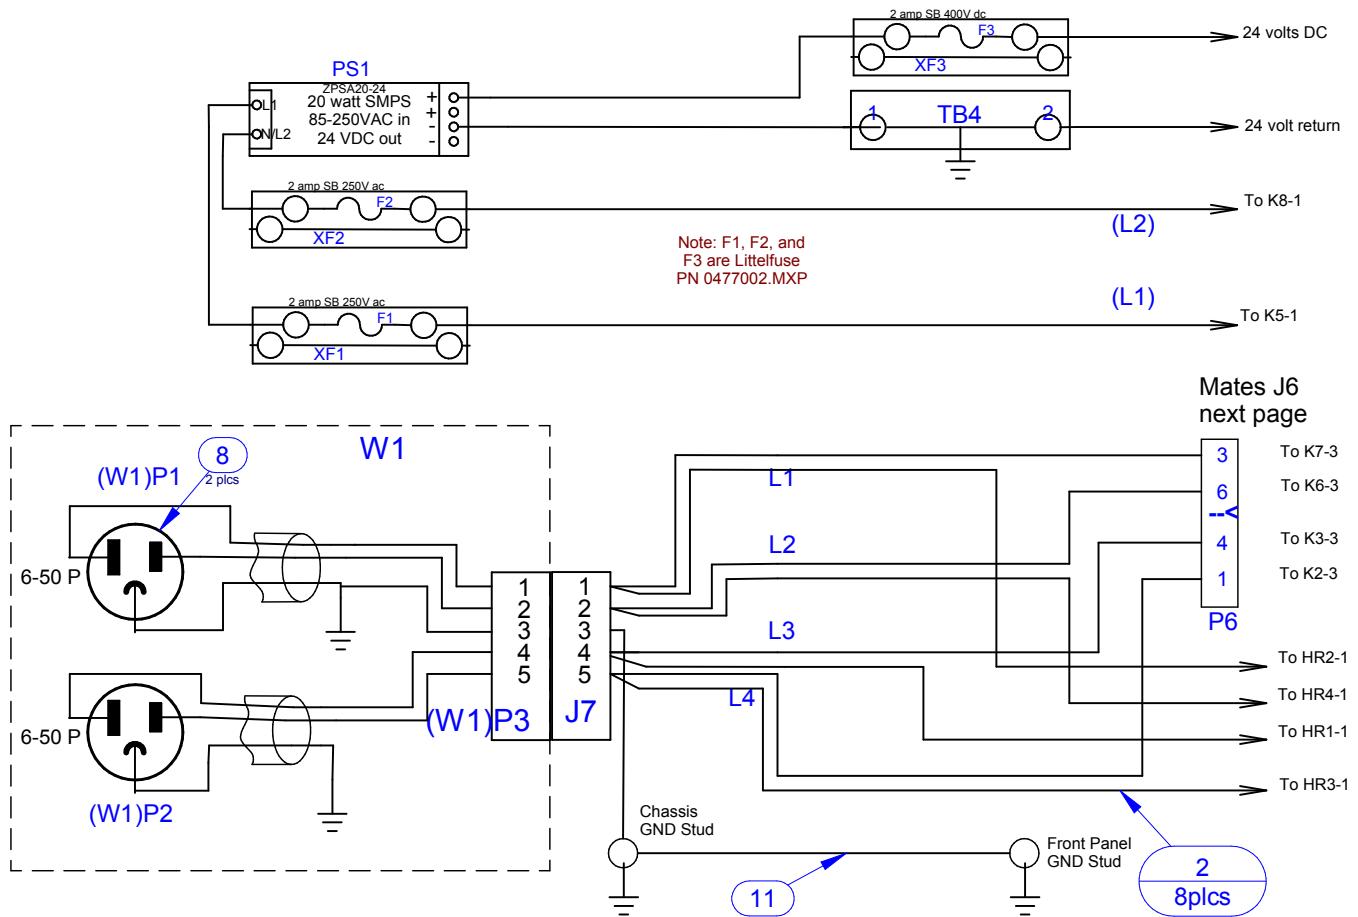 2 amp SB 400V dc
F3
XF3
24 volts DC
PS1
ZPSA20-24
20 watt SMPS
85-250VAC in
24 VDC out
L1
N/L2
+
+
-
-
1
TB4
2
24 volt return
2 amp SB 250V ac
F2
XF2
To K8-1
(L2)
Note: F1, F2, and
F3 are Littelfuse
PN 0477002.MXP
2 amp SB 250V ac
F1
XF1
(L1)
To K5-1
Mates J6
next page
W1
8
2 plcs
(W1)P1
6-50 P
L1
L2
L3
L4
3
6
--<
4
1
P6
To K7-3
To K6-3
To K3-3
To K2-3
1
2
3
4
5
(W1)P3
1
2
3
4
5
J7
6-50 P
(W1)P2
To HR2-1
To HR4-1
To HR1-1
To HR3-1
Chassis
GND Stud
Front Panel
GND Stud
11
2
8plcs